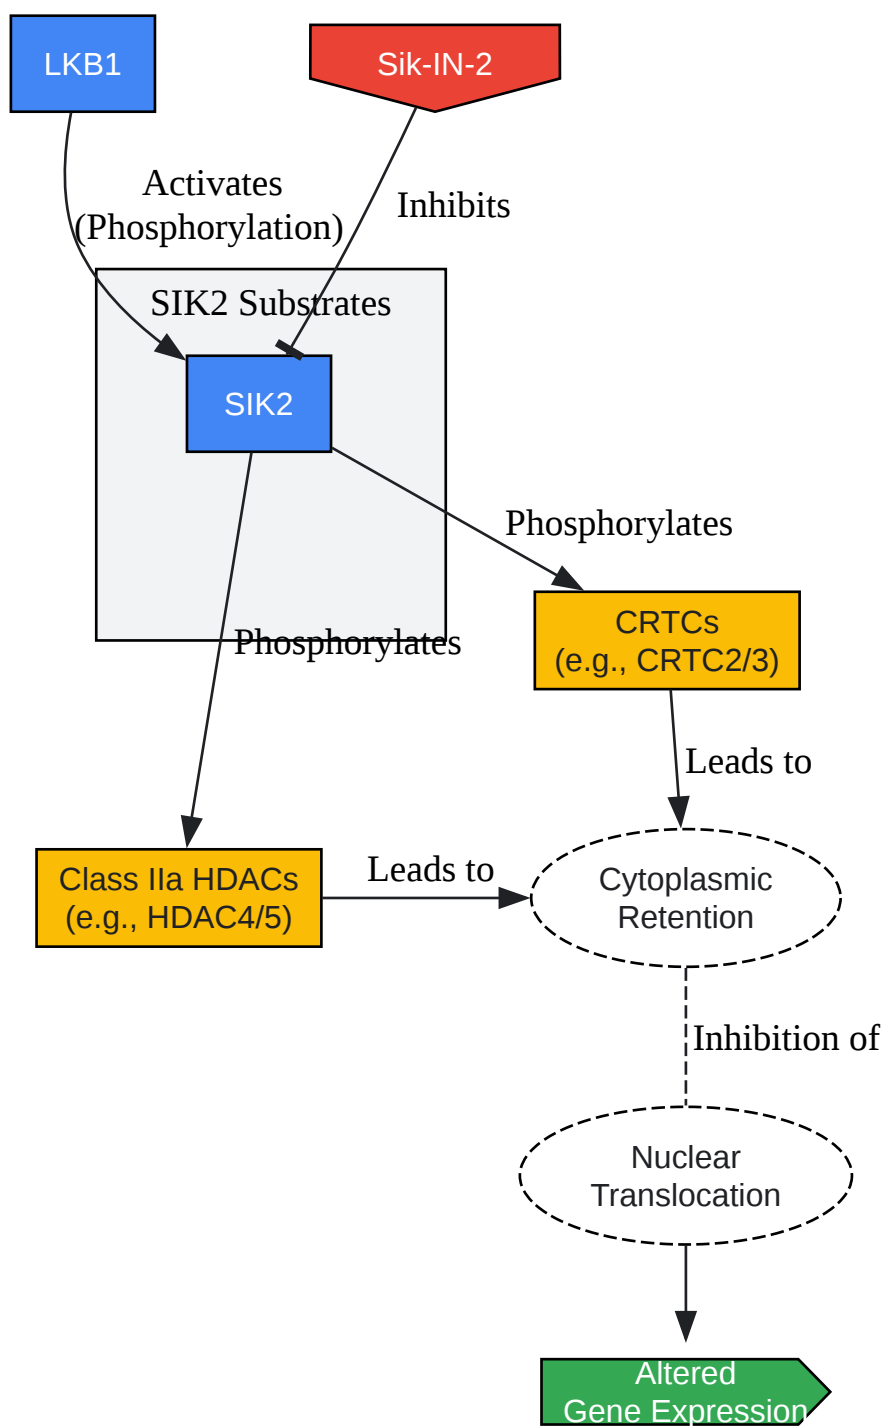 LKB1
Sik-IN-2
Activates
(Phosphorylation)
Inhibits
SIK2 Substrates
SIK2
Phosphorylates
CRTCs
(e.g., CRTC2/3)
Phosphorylates
Leads to
Class IIa HDACs
(e.g., HDAC4/5)
Leads to
Cytoplasmic
Retention
Inhibition of
Nuclear
Translocation
Altered
Gene Expression